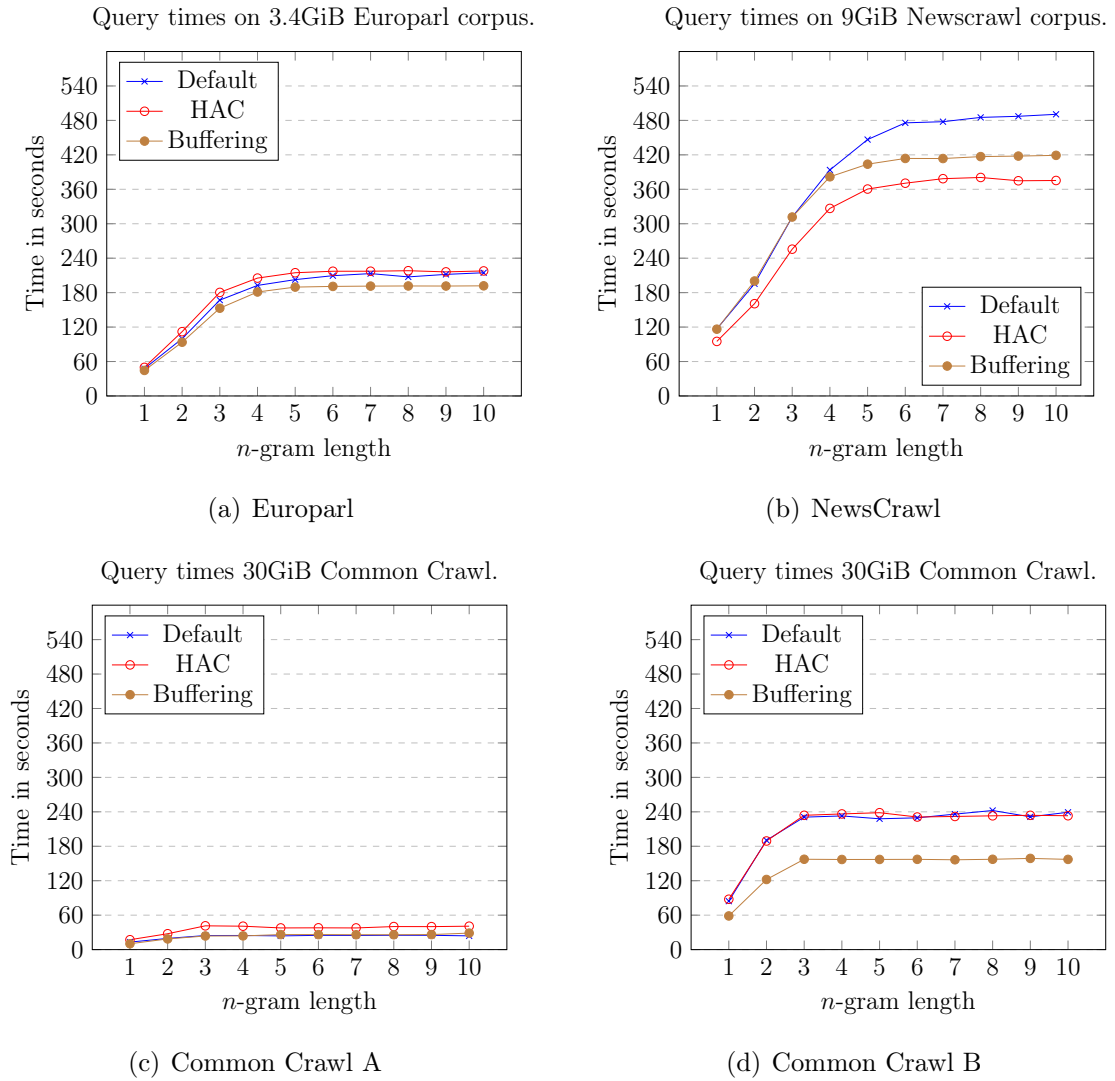 Query times on 3.4GiB Europarl corpus.
540
480
420
360
300
240
180
120
60
0
Time in seconds
Default
HAC
Buffering
1 2 3 4 5 6 7 8 9 10
n-gram length
(a) Europarl
Query times on 9GiB Newscrawl corpus.
540
480
420
360
300
240
180
120
60
0
Time in seconds
Default
HAC
Buffering
1 2 3 4 5 6 7 8 9 10
n-gram length
(b) NewsCrawl
Query times 30GiB Common Crawl.
540
480
420
360
300
240
180
120
60
0
Time in seconds
Default
HAC
Buffering
1 2 3 4 5 6 7 8 9 10
n-gram length
(c) Common Crawl A
Query times 30GiB Common Crawl.
540
480
420
360
300
240
180
120
60
0
Time in seconds
Default
HAC
Buffering
1 2 3 4 5 6 7 8 9 10
n-gram length
(d) Common Crawl B